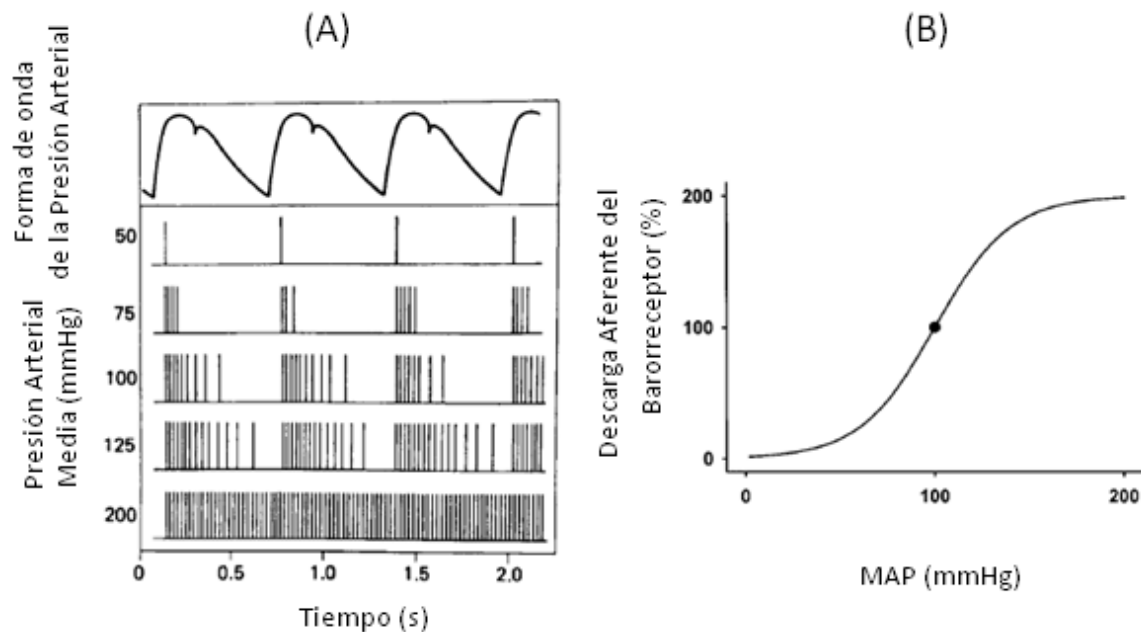 (A)
Forma de onda
de la Presión Arterial
Presión Arterial
Media (mmHg)
50
75
100
125
200
0
0.5
1.0
1.5
2.0
Tiempo (s)
(B)
Descarga Aferente del
Barorreceptor (%)
200
100
0
0
100
200
MAP (mmHg)